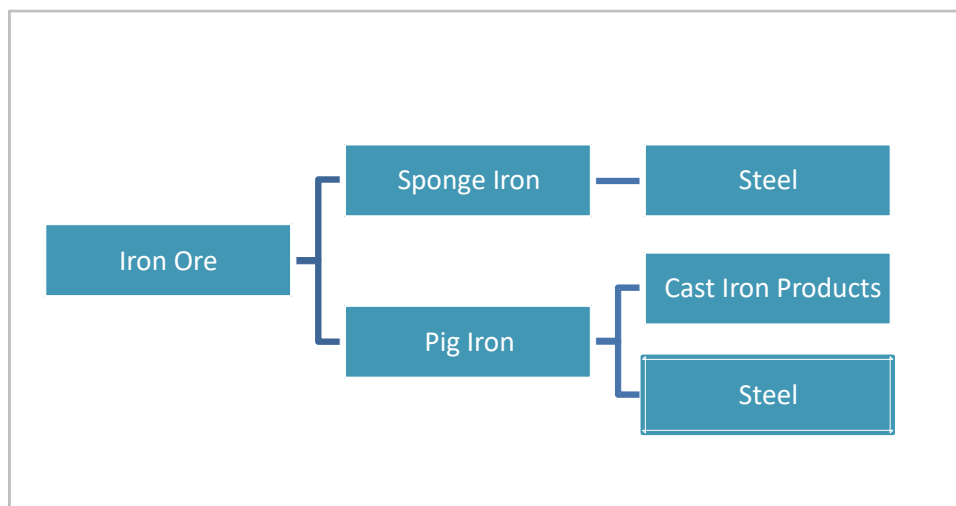 Sponge Iron
Steel
Iron Ore
Cast Iron Products
Pig Iron
Steel